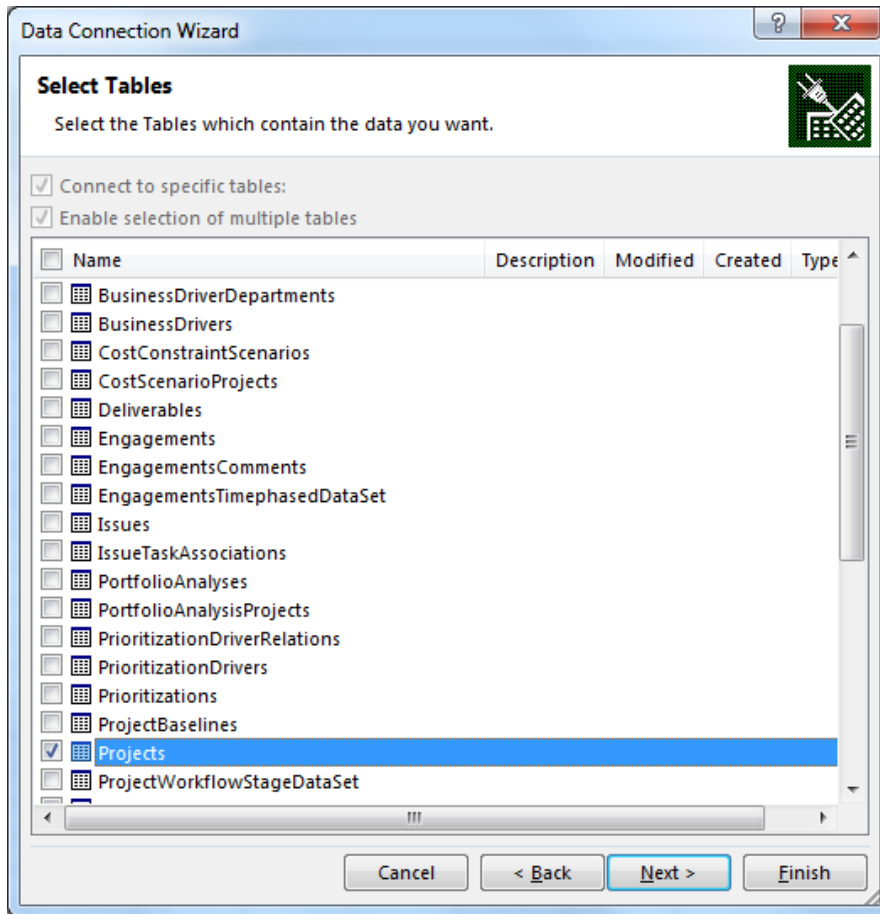 Data Connection Wizard
Select Tables
Select the Tables which contain the data you want.
Connect to specific tables:
Enable selection of multiple tables
Name Description Modified Created Type
BusinessDriverDepartments
BusinessDrivers
CostConstraintScenarios
CostScenarioProjects
Deliverables
Engagements
EngagementsComments
EngagementsTimephasedDataSet
Issues
IssueTaskAssociations
PortfolioAnalyses
PortfolioAnalysisProjects
PrioritizationDriverRelations
PrioritizationDrivers
Prioritizations
ProjectBaselines
Projects
ProjectWorkflowStageDataSet
Cancel < Back Next > Finish